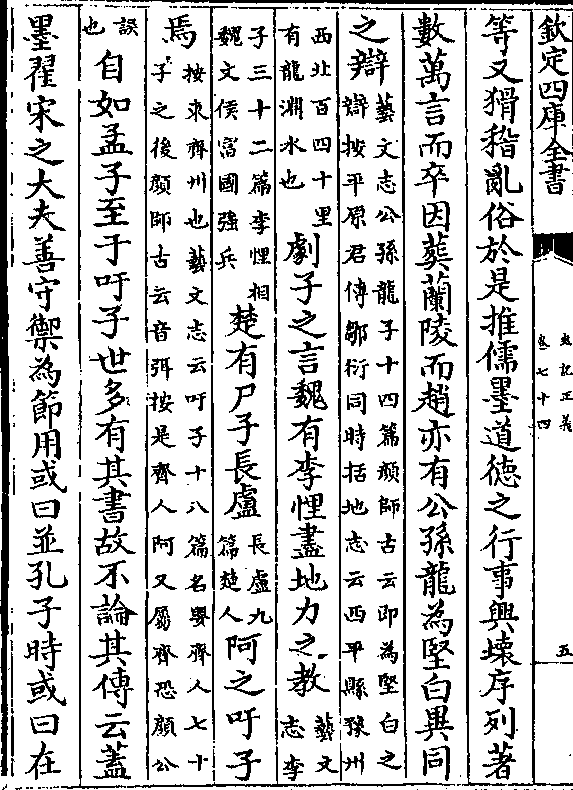 欽定四庫全書
史記正義
卷七十四
五
等又猾稽亂俗於是推儒墨道德之行事興壞序列著
數萬言而卒因葬蘭陵而趙亦有公孫龍為堅白異同
之辯
藝文志公孫龍子十四篇顔師古云即為堅白之
辯按平原君傳鄒衍同時括地志云西平縣豫州
西北百四十里
有龍淵水也
劇子之言魏有李悝盡地力之教
藝文
志李
子三十二篇李悝相
魏文侯富國強兵
楚有尸子長盧
長盧九
篇楚人
阿之吁子
焉
按東齊州也藝文志云吁子十八篇名嬰齊人七十
子之後顔師古云音弭按是齊人阿又屬齊恐顔公
誤
也
自如孟子至于吁子世多有其書故不論其傳云蓋
墨翟宋之大夫善守禦為節用或曰並孔子時或曰在